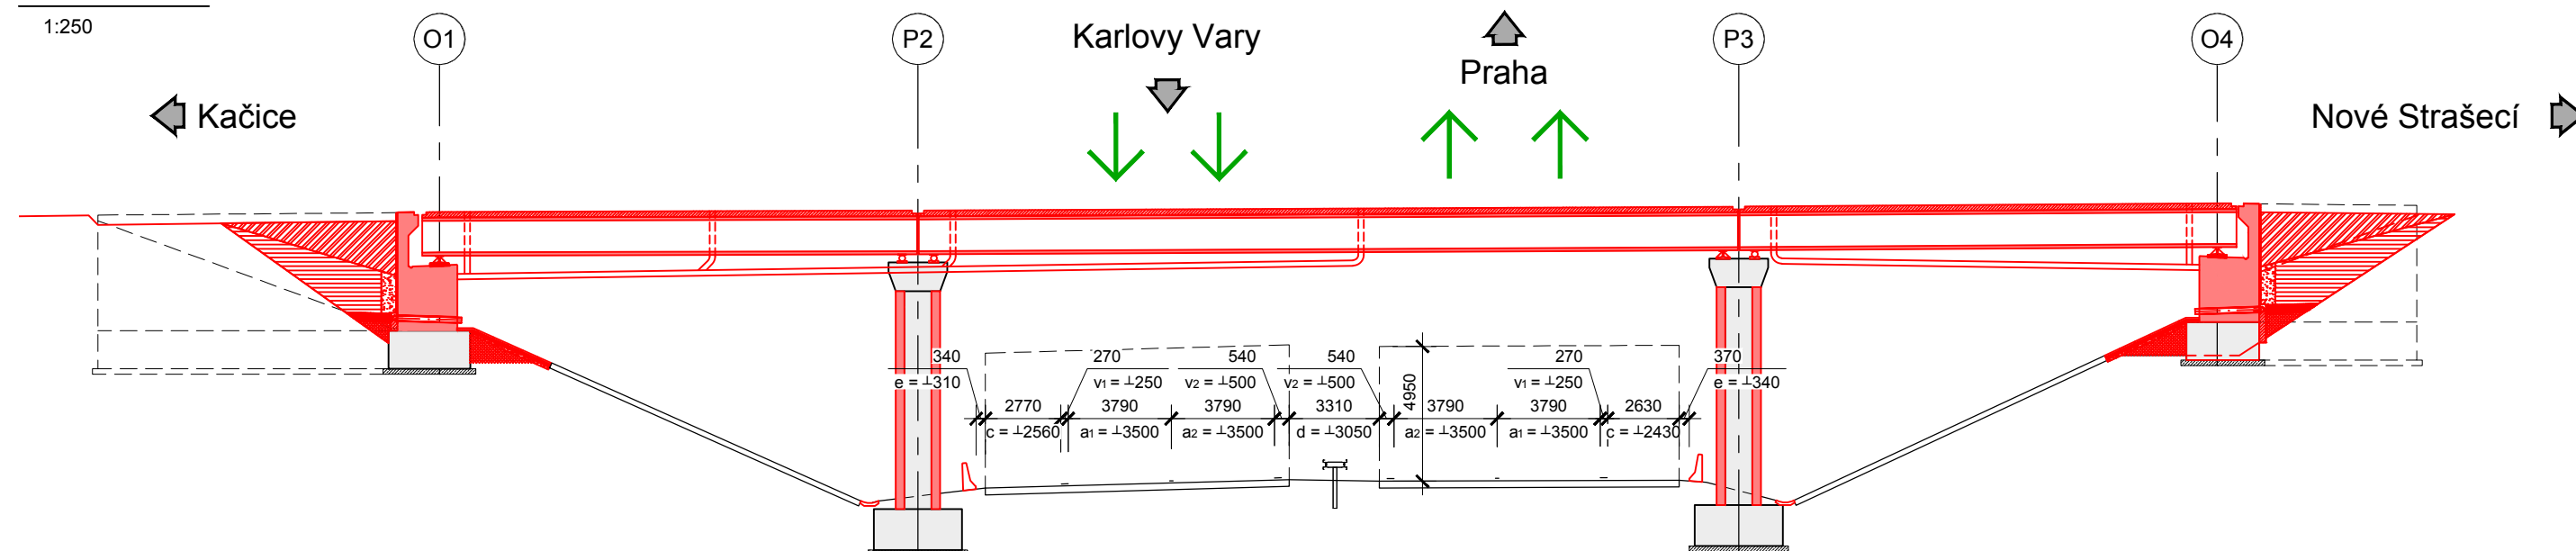 1:250
O1
P2
Karlovy Vary
Praha
P3
O4
Kačice
Nové Strašecí
340
270
540
540
270
370
e = ⊥310
v1 = ⊥250
v2 = ⊥500
v2 = ⊥500
4950
v1 = ⊥250
e = ⊥340
2770
3790
3790
3310
3790
3790
2630
c = ⊥2560
a1 = ⊥3500
a2 = ⊥3500
d = ⊥3050
a2 = ⊥3500
a1 = ⊥3500
c = ⊥2430